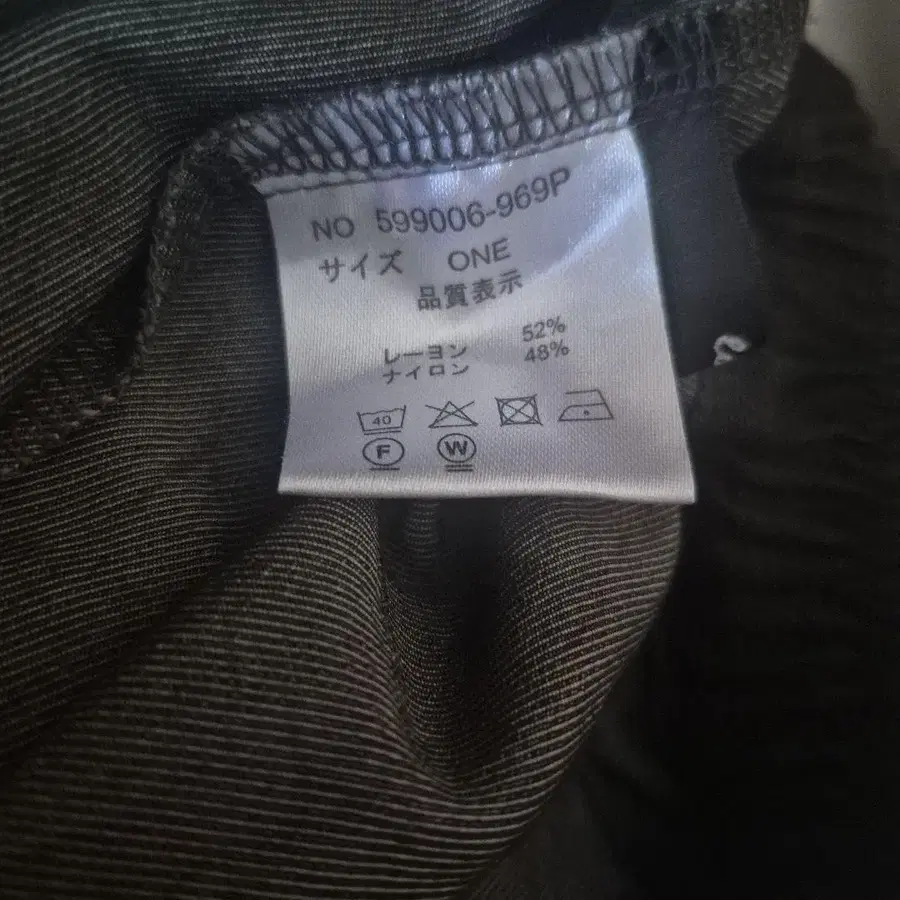 NO 599006-969P
サイズ ONE
品質表示
レーヨン 52%
ナイロン 48%
40
F W